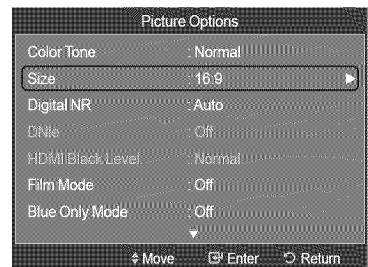 Picture Options
Color Tone : Normal
Size : 16:9
Digital NR : Auto
DNIe : Off
HDMI Black Level : Normal
Film Mode : Off
Blue Only Mode : Off
Move Enter Return